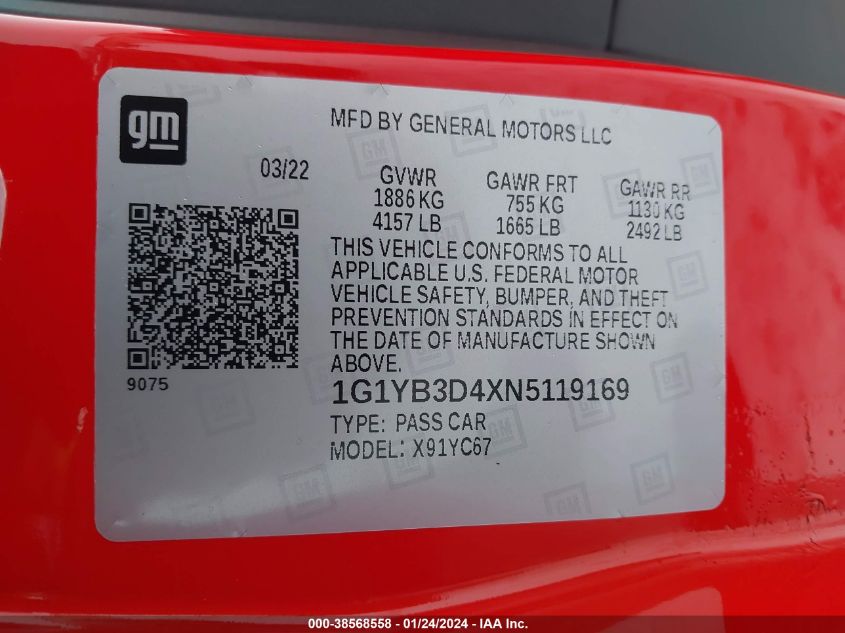 gm
MFD BY GENERAL MOTORS LLC
03/22
GVWR
1886 KG
4157 LB
GAWR FRT
755 KG
1665 LB
GAWR RR
1130 KG
2492 LB
THIS VEHICLE CONFORMS TO ALL
APPLICABLE U.S. FEDERAL MOTOR
VEHICLE SAFETY, BUMPER, AND THEFT
PREVENTION STANDARDS IN EFFECT ON
THE DATE OF MANUFACTURE SHOWN
ABOVE.
9075
1G1YB3D4XN5119169
TYPE: PASS CAR
MODEL: X91YC67
000-38568558 - 01/24/2024 - IAA Inc.